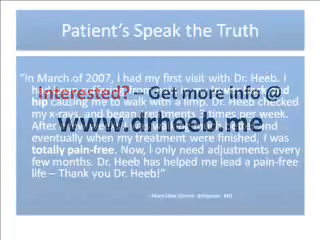 Patient's Speak the Truth
"In March of 2007, I had my first visit with Dr. Heeb. I
Interested? – Get more info @
hip causing me to walk with a limp. Dr. Heeb checked
my x-rays, and began treatments 3 times per week.
www.drheeb.me
eventually when my treatment were finished, I was
totally pain-free. Now, I only need adjustments every
few months. Dr. Heeb has helped me lead a pain-free
life – Thank you Dr. Heeb!"